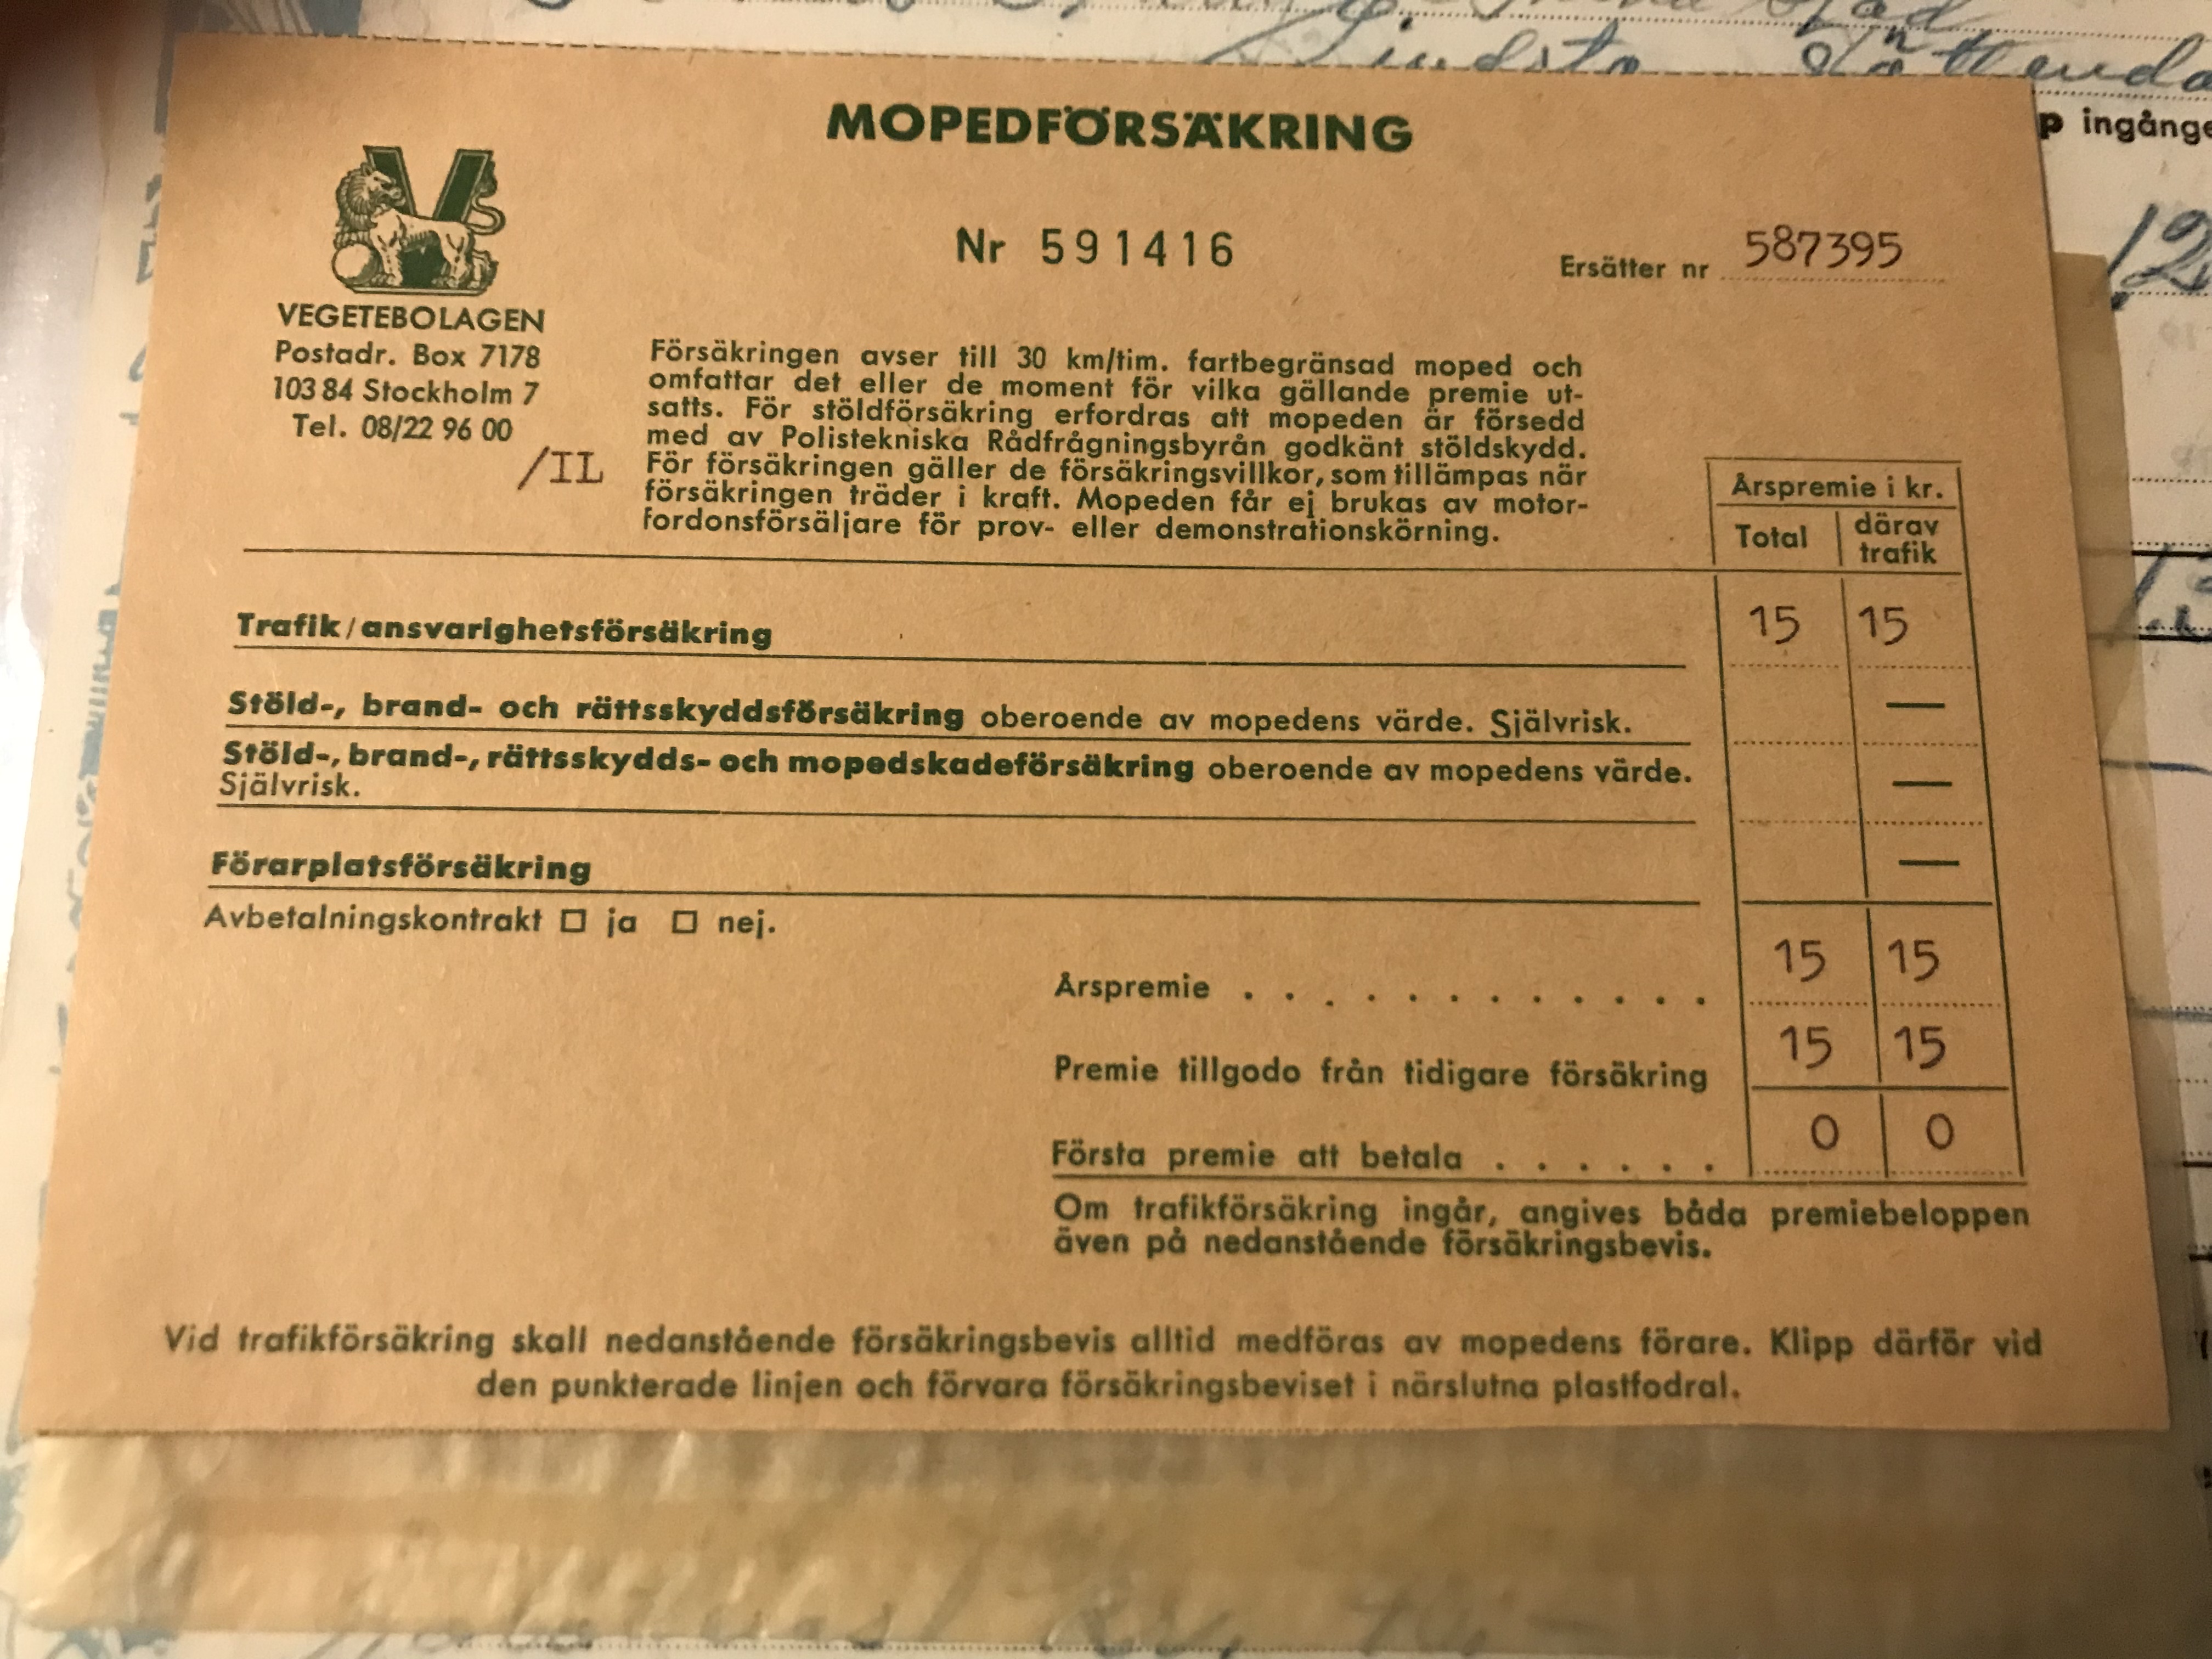 MOPEDFÖRSÄKRING
V
Nr 591416
Ersätter nr 587395
VEGETEBOLAGEN
Postadr. Box 7178
103 84 Stockholm 7
Tel. 08/22 96 00
/IL
Försäkringen avser till 30 km/tim. fartbegränsad moped och
omfattar det eller de moment för vilka gällande premie ut-
satts. För stöldförsäkring erfordras att mopeden är försedd
med av Polistekniska Rådfrågningsbyrån godkänt stöldskydd.
För försäkringen gäller de försäkringsvillkor, som tillämpas när
försäkringen träder i kraft. Mopeden får ej brukas av motor-
fordonsförsäljare för prov- eller demonstrationskörning.
Årspremie i kr.
Total
därav
trafik
Trafik/ansvarighetsförsäkring 15 15
Stöld-, brand- och rättsskyddsförsäkring oberoende av mopedens värde. Självrisk. —
Stöld-, brand-, rättsskydds- och mopedskadeförsäkring oberoende av mopedens värde. —
Självrisk.
Förarplatsförsäkring —
Avbetalningskontrakt ☐ ja ☐ nej.
Årspremie . . . . . . . . . . . . 15 15
Premie tillgodo från tidigare försäkring 15 15
Första premie att betala . . . . . . 0 0
Om trafikförsäkring ingår, angives båda premiebeloppen
även på nedanstående försäkringsbevis.
Vid trafikförsäkring skall nedanstående försäkringsbevis alltid medföras av mopedens förare. Klipp därför vid
den punkterade linjen och förvara försäkringsbeviset i närslutna plastfodral.
p ingånge
12